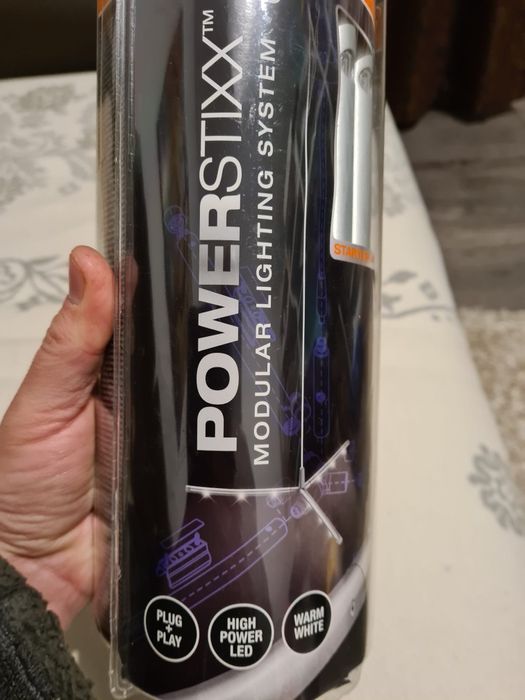 POWERSTIXX™
MODULAR LIGHTING SYSTEM
PLUG
+
PLAY
HIGH
POWER
LED
WARM
WHITE